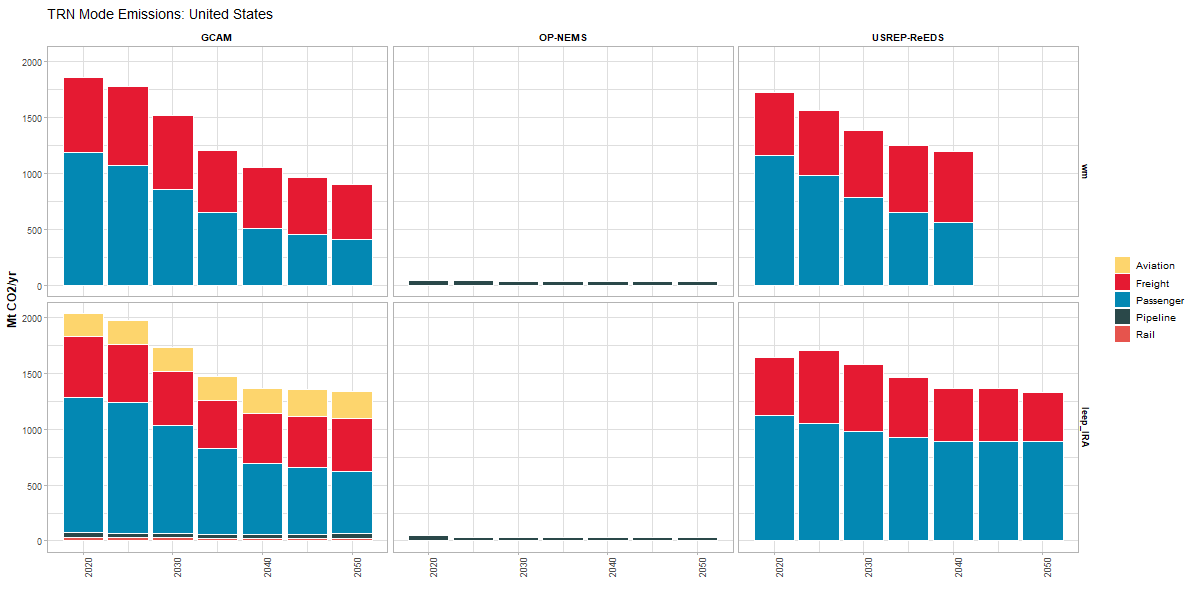 TRN Mode Emissions: United States
GCAM
OP-NEMS
USREP-ReEDS
Mt CO2/yr
2000
1500
1000
500
0
wm
2000
1500
1000
500
0
leep_IRA
2020
2030
2040
2050
2020
2030
2040
2050
2020
2030
2040
2050
Aviation
Freight
Passenger
Pipeline
Rail